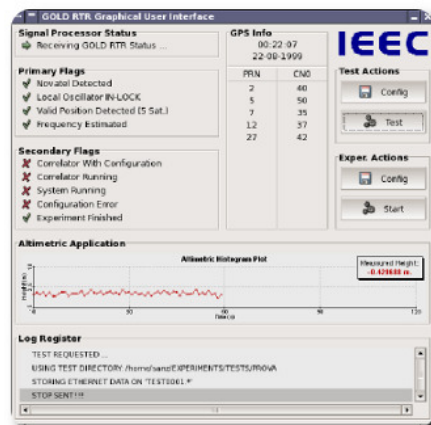 GOLD RTR Graphical User Interface
Signal Processor Status
Receiving GOLD RTR Status ...
GPS Info
00:22:07
22-08-1999
IEEC
Primary Flags
Novatel Detected
Local Oscillator IN-LOCK
Valid Position Detected (5 Sat.)
Frequency Estimated
PRN CN0
2 40
5 50
7 35
12 37
27 42
Test Actions
Config
Test
Secondary Flags
Correlator With Configuration
Correlator Running
System Running
Configuration Error
Experiment Finished
Exper. Actions
Config
Start
Altimetric Application
Altimetric Histogram Plot
Measured Height:
-0.421688 m.
Height(m)
30 60 90 120
Time(s)
Log Register
TEST REQUESTED ...
USING TEST DIRECTORY /home/sanz/EXPERIMENTS/TESTS/PROVA
STORING ETHERNET DATA ON 'TEST0001.*'
STOP SENT!!!